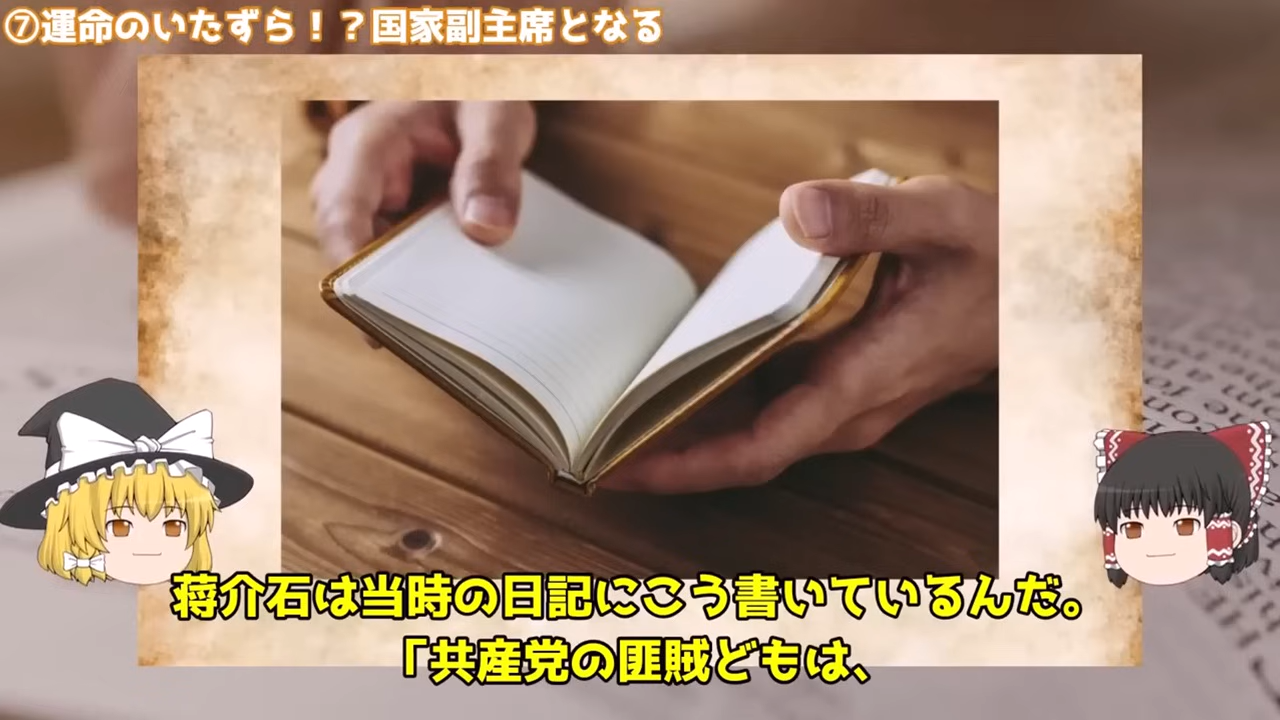 ⑦運命のいたずら！？国家副主席となる
蒋介石は当時の日記にこう書いているんだ。
「共産党の匪賊どもは、